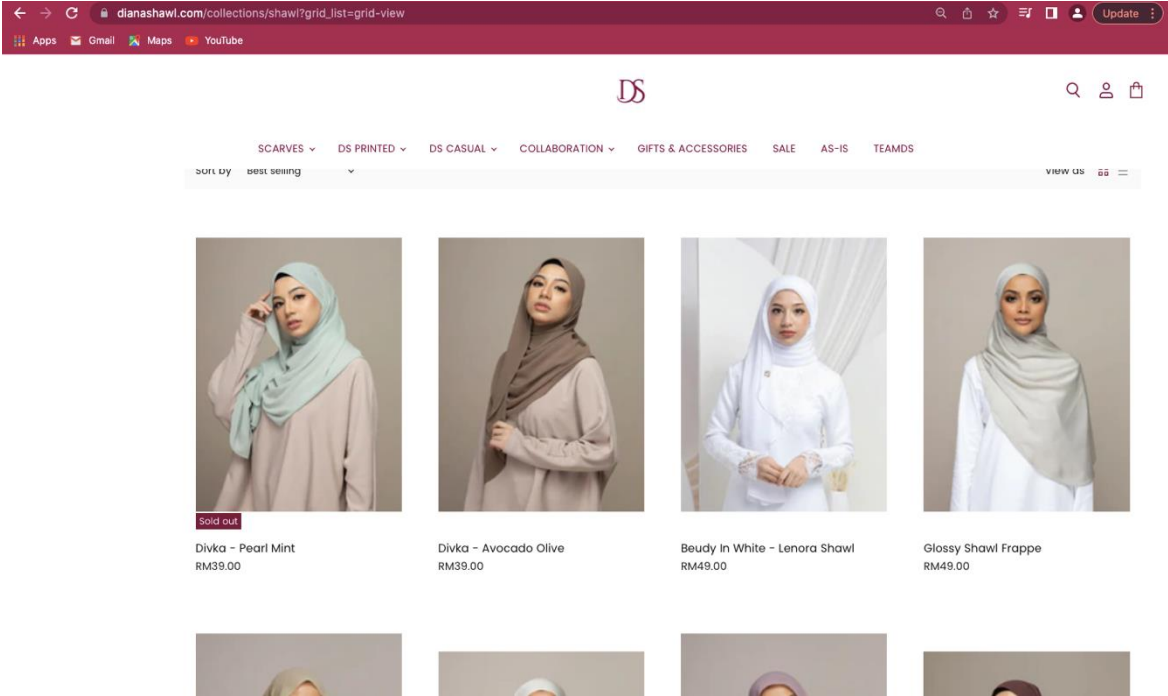 dianashawl.com/collections/shawl?grid_list=grid-view
Update
Apps Gmail Maps YouTube
DS
SCARVES DS PRINTED DS CASUAL COLLABORATION GIFTS & ACCESSORIES SALE AS-IS TEAMDS
Sort by Best selling View as
Sold out
Divka - Pearl Mint Divka - Avocado Olive Beudy In White - Lenora Shawl Glossy Shawl Frappe
RM39.00 RM39.00 RM49.00 RM49.00